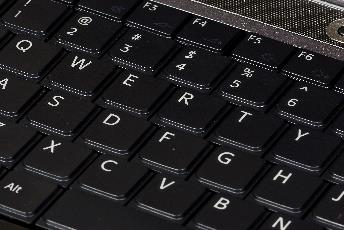 F3 F4 F5 F6
! @ # $ % ^
1 2 3 4 5 6
Q W E R T Y
A S D F G H J
X C V B N
Alt